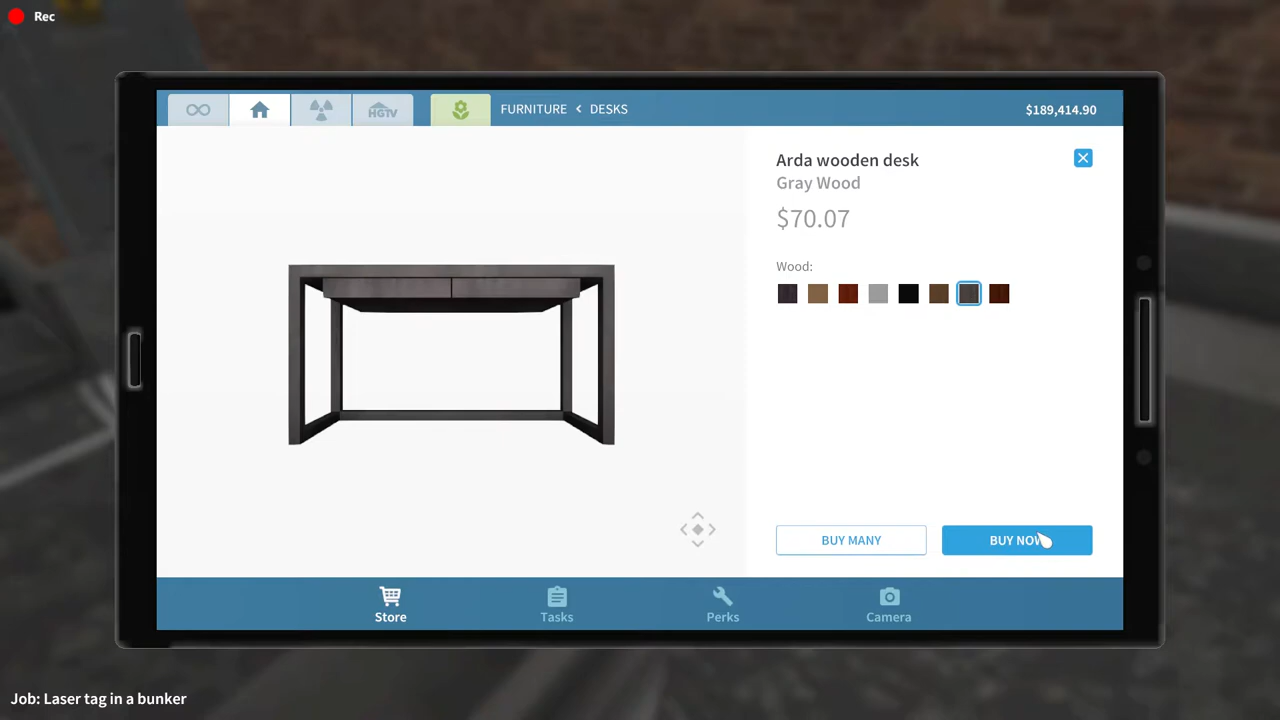 Rec
HGTV
FURNITURE < DESKS
$189,414.90
Arda wooden desk
Gray Wood
$70.07
Wood:
BUY MANY
BUY NOW
Store
Tasks
Perks
Camera
Job: Laser tag in a bunker